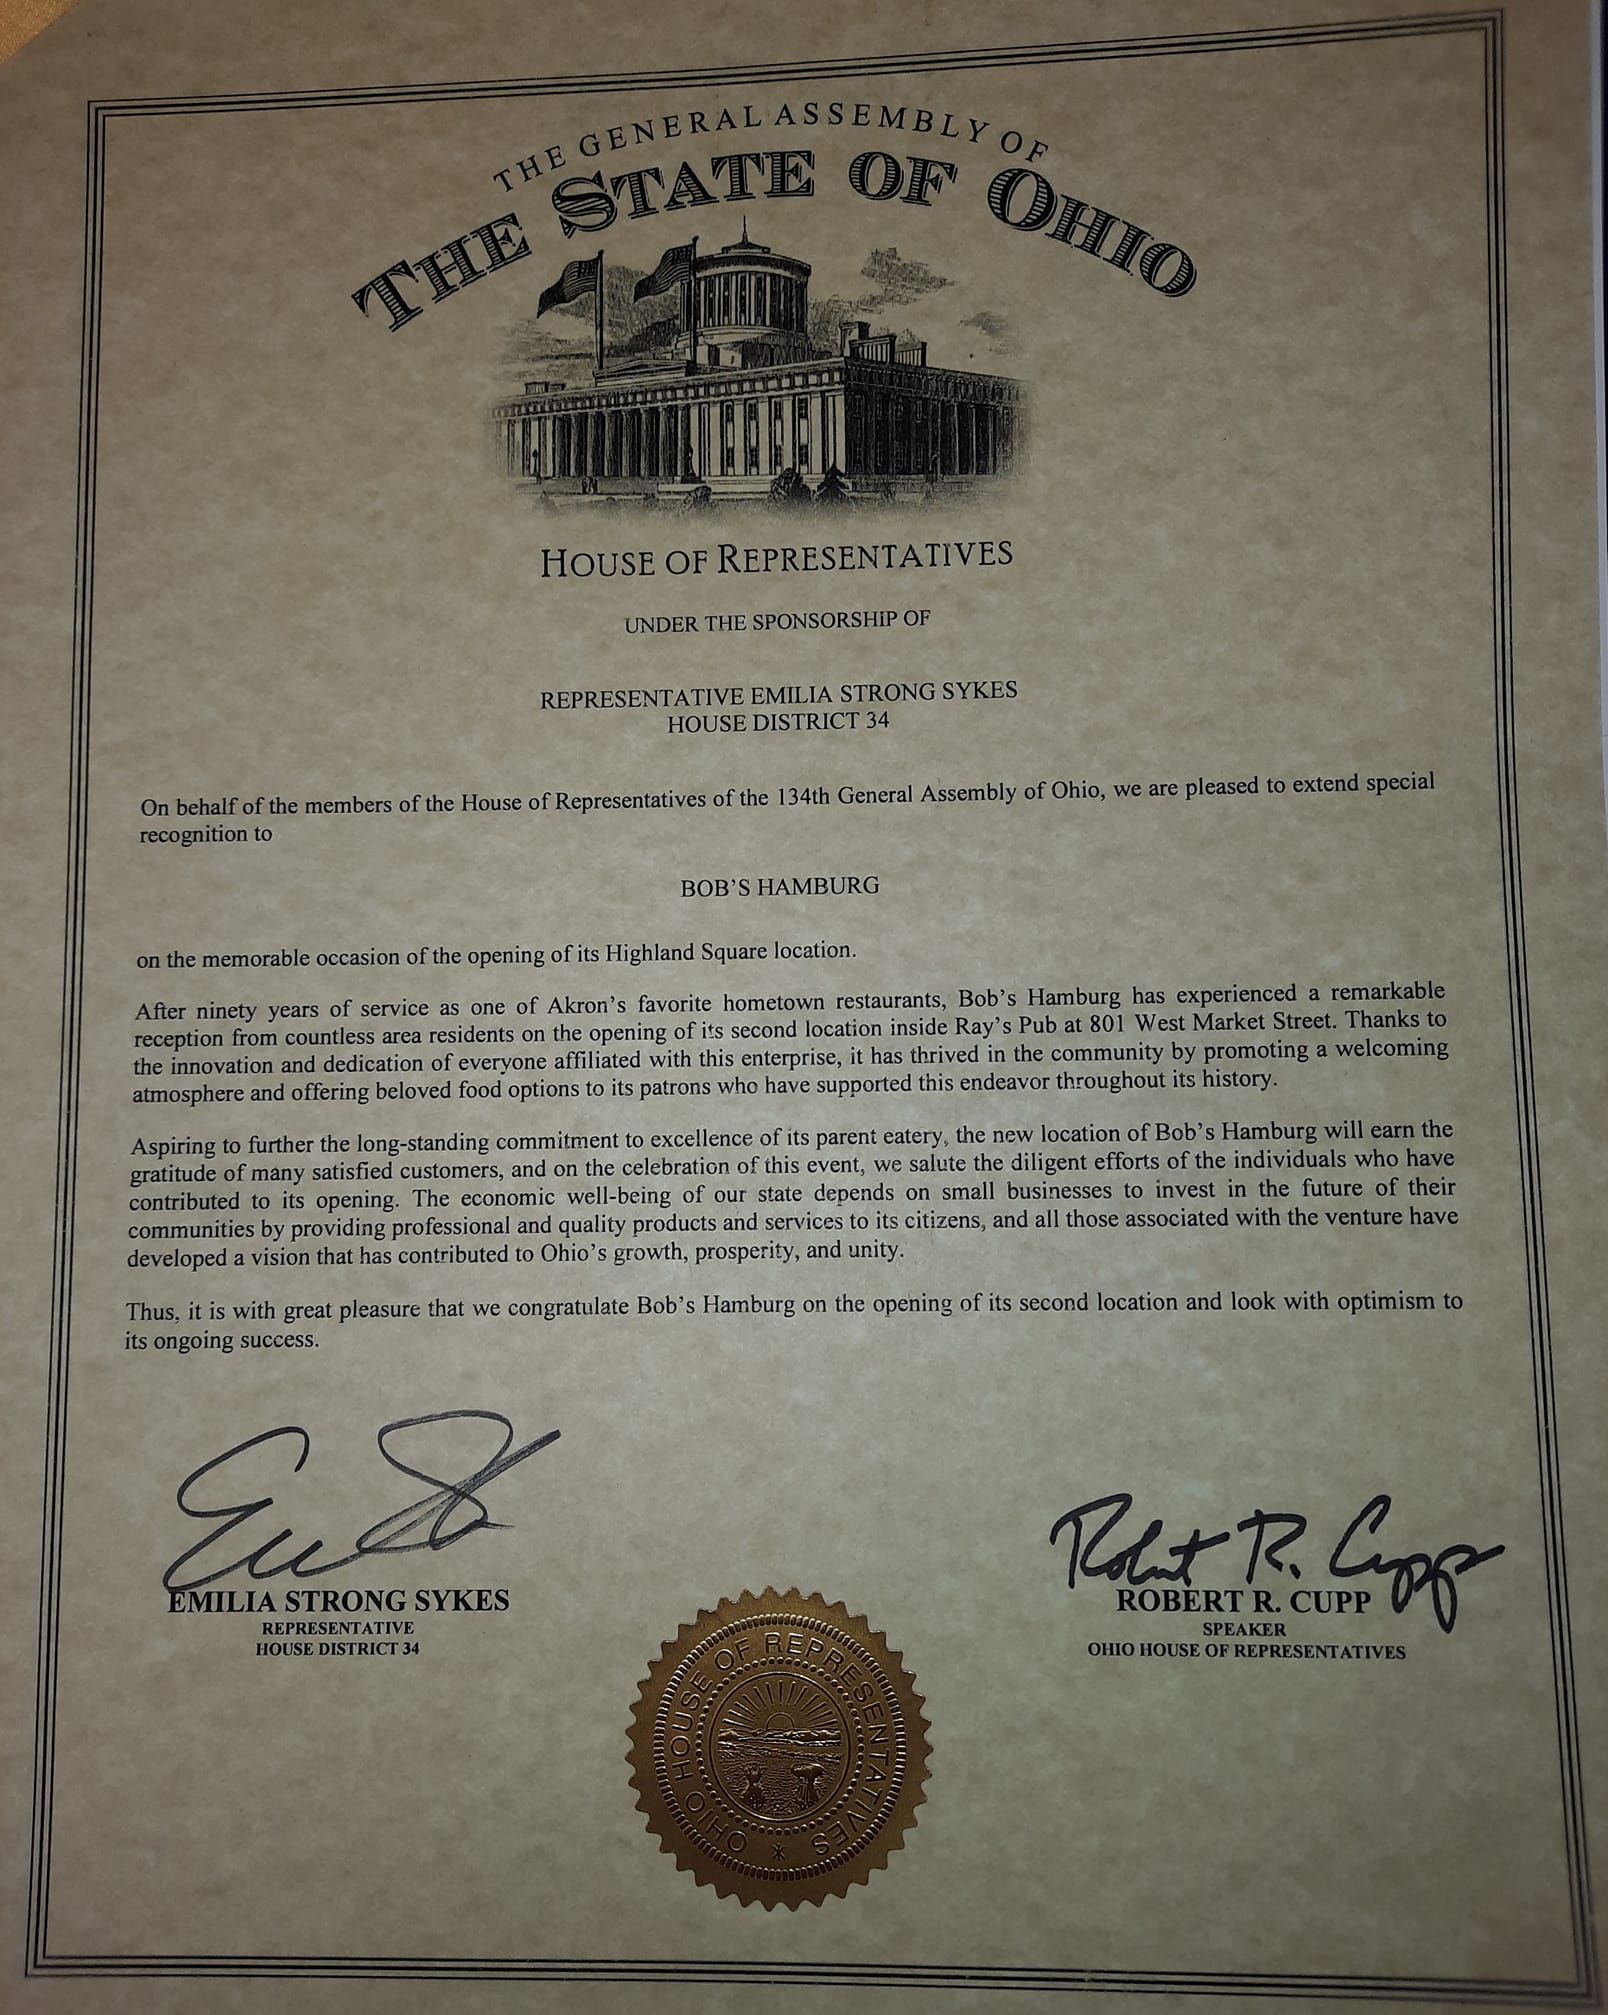 THE GENERAL ASSEMBLY OF
THE STATE OF OHIO
HOUSE OF REPRESENTATIVES
UNDER THE SPONSORSHIP OF
REPRESENTATIVE EMILIA STRONG SYKES
HOUSE DISTRICT 34
On behalf of the members of the House of Representatives of the 134th General Assembly of Ohio, we are pleased to extend special
recognition to
BOB'S HAMBURG
on the memorable occasion of the opening of its Highland Square location.
After ninety years of service as one of Akron's favorite hometown restaurants, Bob's Hamburg has experienced a remarkable
reception from countless area residents on the opening of its second location inside Ray's Pub at 801 West Market Street. Thanks to
the innovation and dedication of everyone affiliated with this enterprise, it has thrived in the community by promoting a welcoming
atmosphere and offering beloved food options to its patrons who have supported this endeavor throughout its history.
Aspiring to further the long-standing commitment to excellence of its parent eatery, the new location of Bob's Hamburg will earn the
gratitude of many satisfied customers, and on the celebration of this event, we salute the diligent efforts of the individuals who have
contributed to its opening. The economic well-being of our state depends on small businesses to invest in the future of their
communities by providing professional and quality products and services to its citizens, and all those associated with the venture have
developed a vision that has contributed to Ohio's growth, prosperity, and unity.
Thus, it is with great pleasure that we congratulate Bob's Hamburg on the opening of its second location and look with optimism to
its ongoing success.
Robert R. Cupp
EMILIA STRONG SYKES
REPRESENTATIVE
HOUSE DISTRICT 34
ROBERT R. CUPP
SPEAKER
OHIO HOUSE OF REPRESENTATIVES
OHIO HOUSE OF REPRESENTATIVES